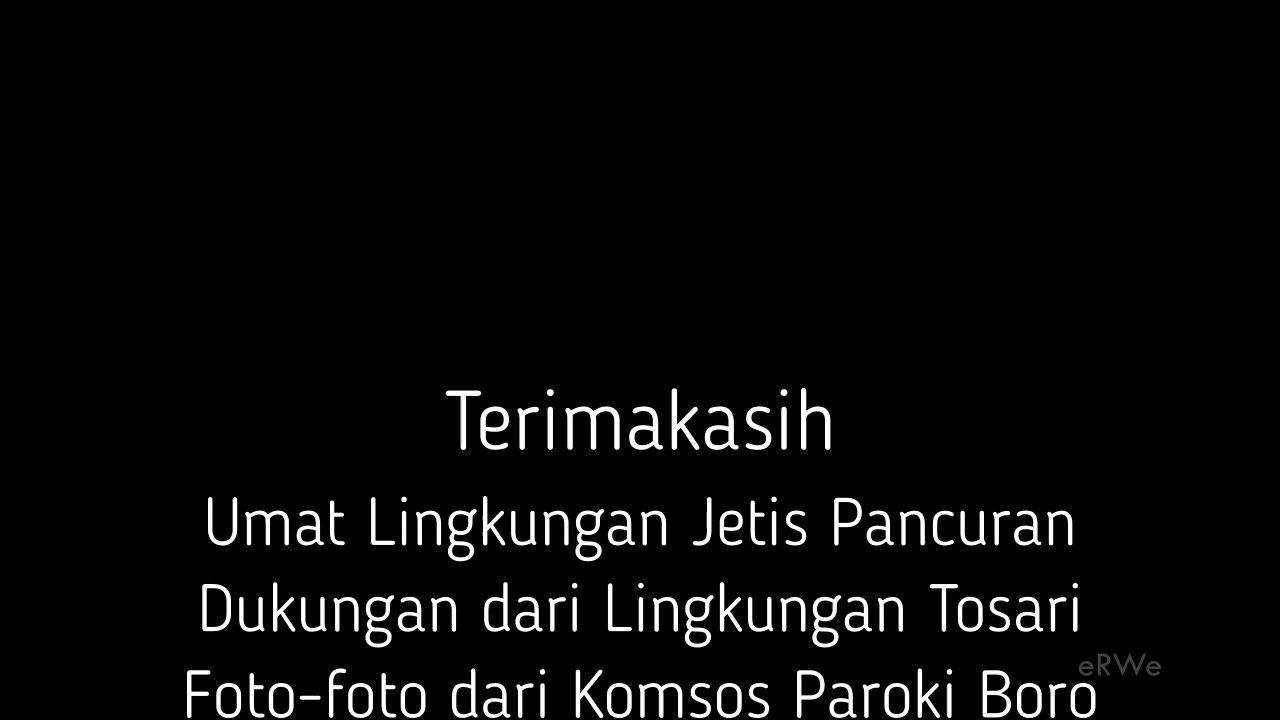 Terimakasih
Umat Lingkungan Jetis Pancuran
Dukungan dari Lingkungan Tosari
eRWe
Foto-foto dari Komsos Paroki Boro